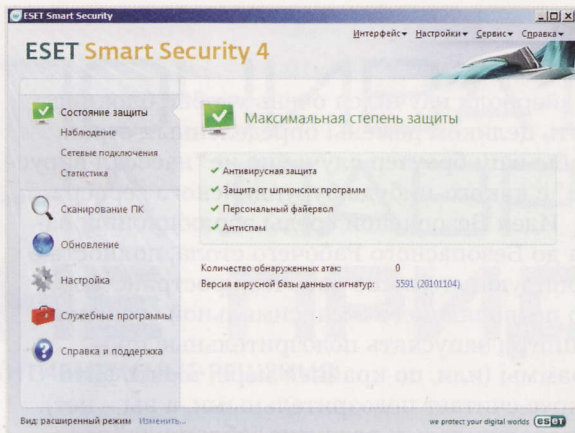 ESET Smart Security
Интерфейс Настройки Сервис Справка
ESET Smart Security 4
Состояние защиты
Наблюдение
Сетевые подключения
Статистика
Сканирование ПК
Обновление
Настройка
Служебные программы
Справка и поддержка
Максимальная степень защиты
Антивирусная защита
Защита от шпионских программ
Персональный файервол
Антиспам
Количество обнаруженных атак: 0
Версия вирусной базы данных сигнатур: 5591 (20101104)
Вид: расширенный режим Изменить...
we protect your digital worlds eset